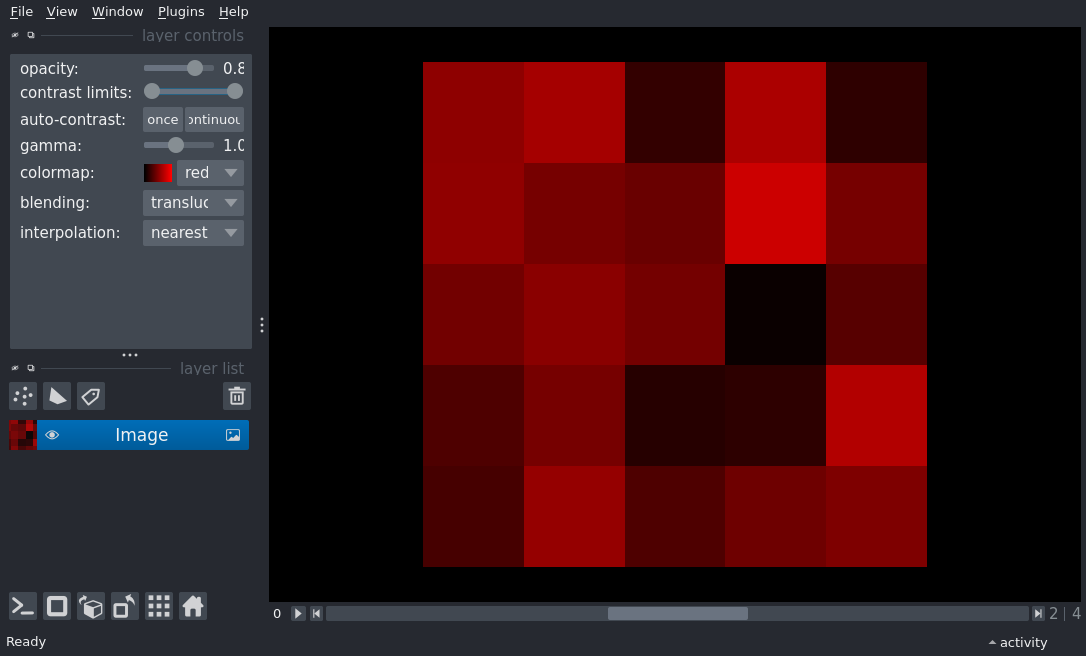 File View Window Plugins Help
layer controls
opacity: 0.8
contrast limits:
auto-contrast: once ontinuou
gamma: 1.0
colormap: red
blending: transluc
interpolation: nearest
layer list
Image
0 2 | 4
Ready activity